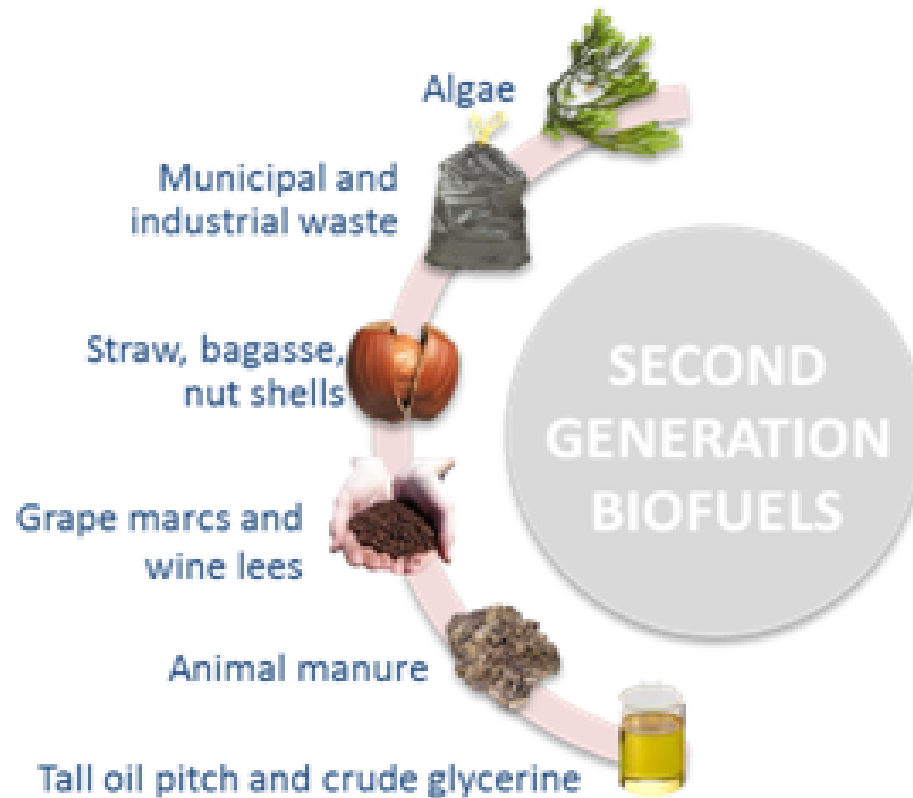 Algae
Municipal and
industrial waste
Straw, bagasse,
nut shells
Grape marcs and
wine lees
Animal manure
Tall oil pitch and crude glycerine
SECOND
GENERATION
BIOFUELS